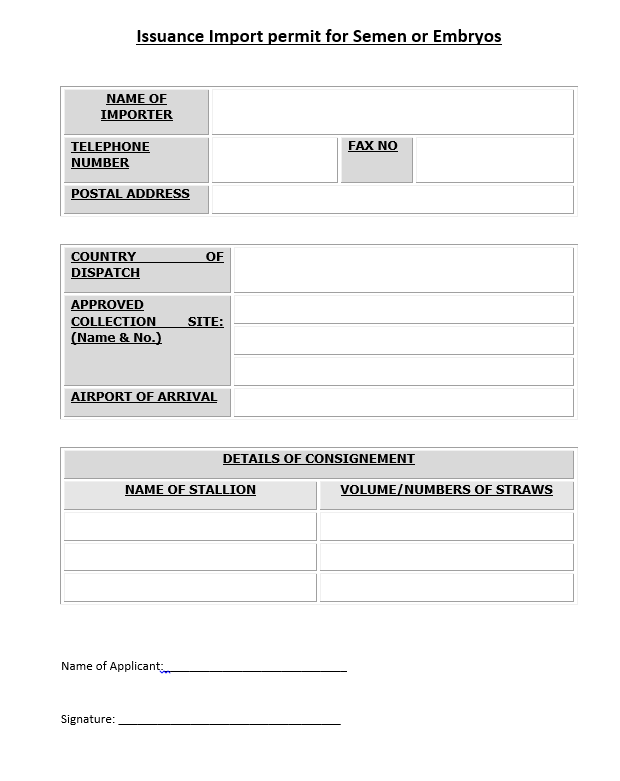 Issuance Import permit for Semen or Embryos
NAME OF
IMPORTER
TELEPHONE
NUMBER
FAX NO
POSTAL ADDRESS
COUNTRY OF
DISPATCH
APPROVED
COLLECTION SITE:
(Name & No.)
AIRPORT OF ARRIVAL
DETAILS OF CONSIGNEMENT
NAME OF STALLION
VOLUME/NUMBERS OF STRAWS
Name of Applicant:____________________________
Signature: __________________________________